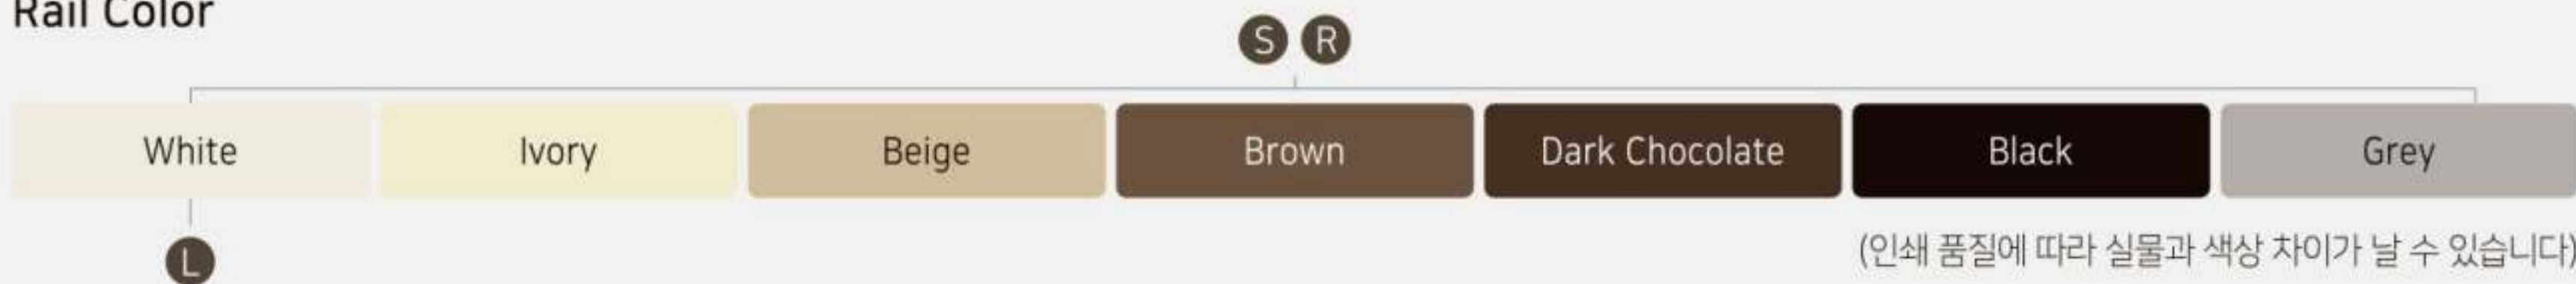 Rail Color
S R
White Ivory Beige Brown Dark Chocolate Black Grey
L
(인쇄 품질에 따라 실물과 색상 차이가 날 수 있습니다)